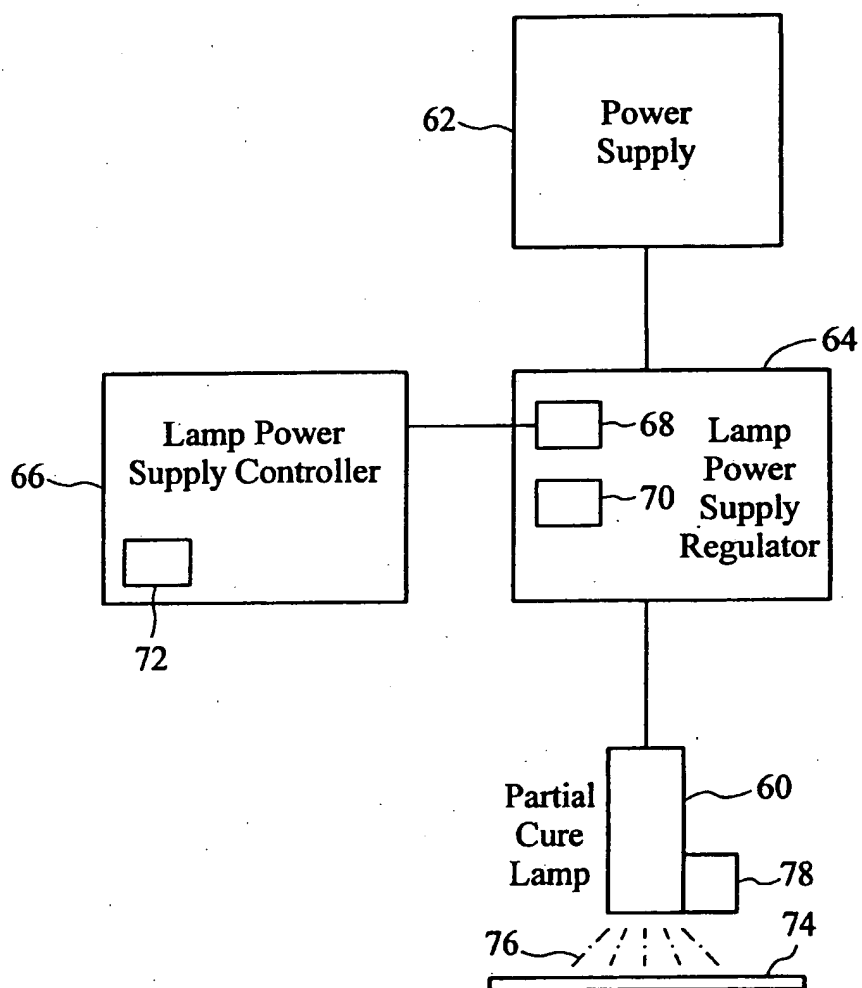 Power
Supply
62
64
Lamp Power
Supply Controller
66
72
68
70
Lamp
Power
Supply
Regulator
Partial
Cure
Lamp
60
78
76
74